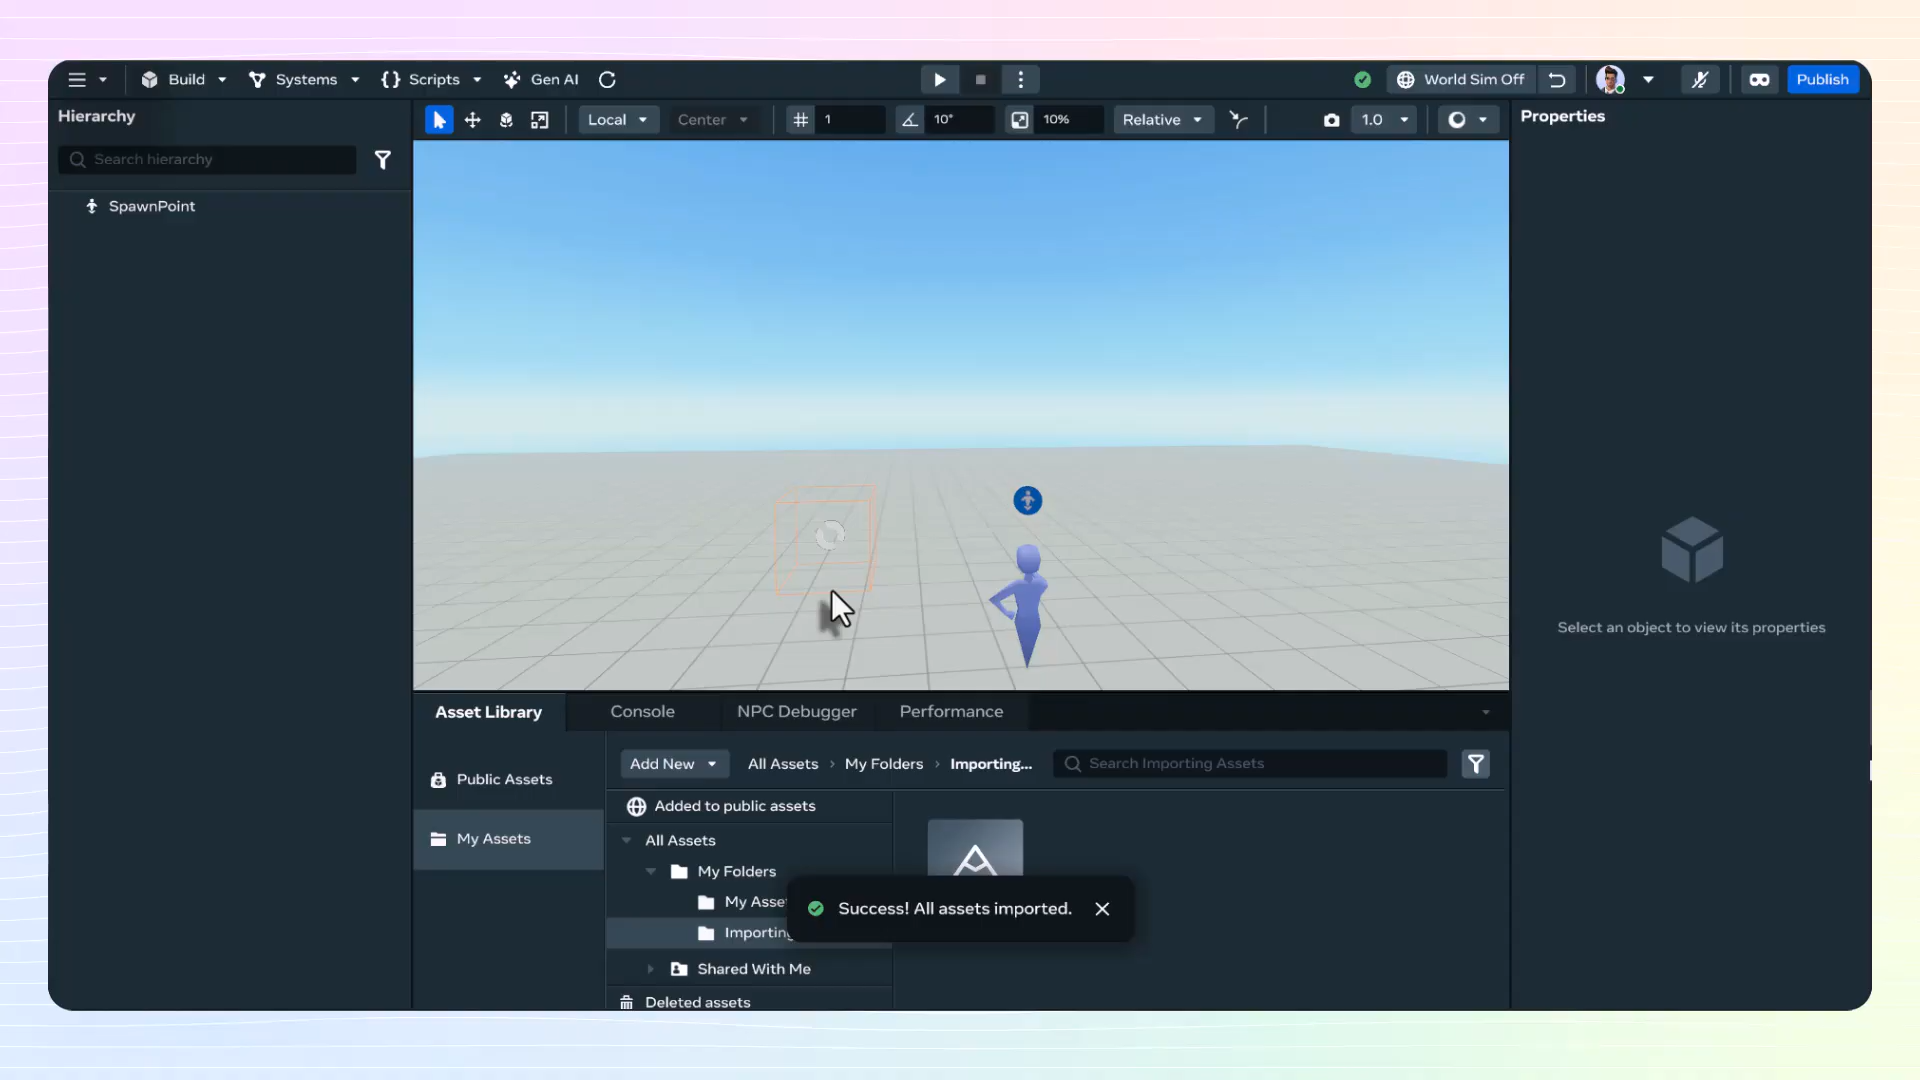 Build
Systems
Scripts
Gen AI
World Sim Off
Publish
Hierarchy
Search hierarchy
SpawnPoint
Local
Center
1
10°
10%
Relative
1.0
Properties
Select an object to view its properties
Asset Library
Console
NPC Debugger
Performance
Public Assets
My Assets
Add New
All Assets › My Folders › Importing...
Search Importing Assets
Added to public assets
All Assets
My Folders
My Asse
Importing
Shared With Me
Deleted assets
Success! All assets imported.